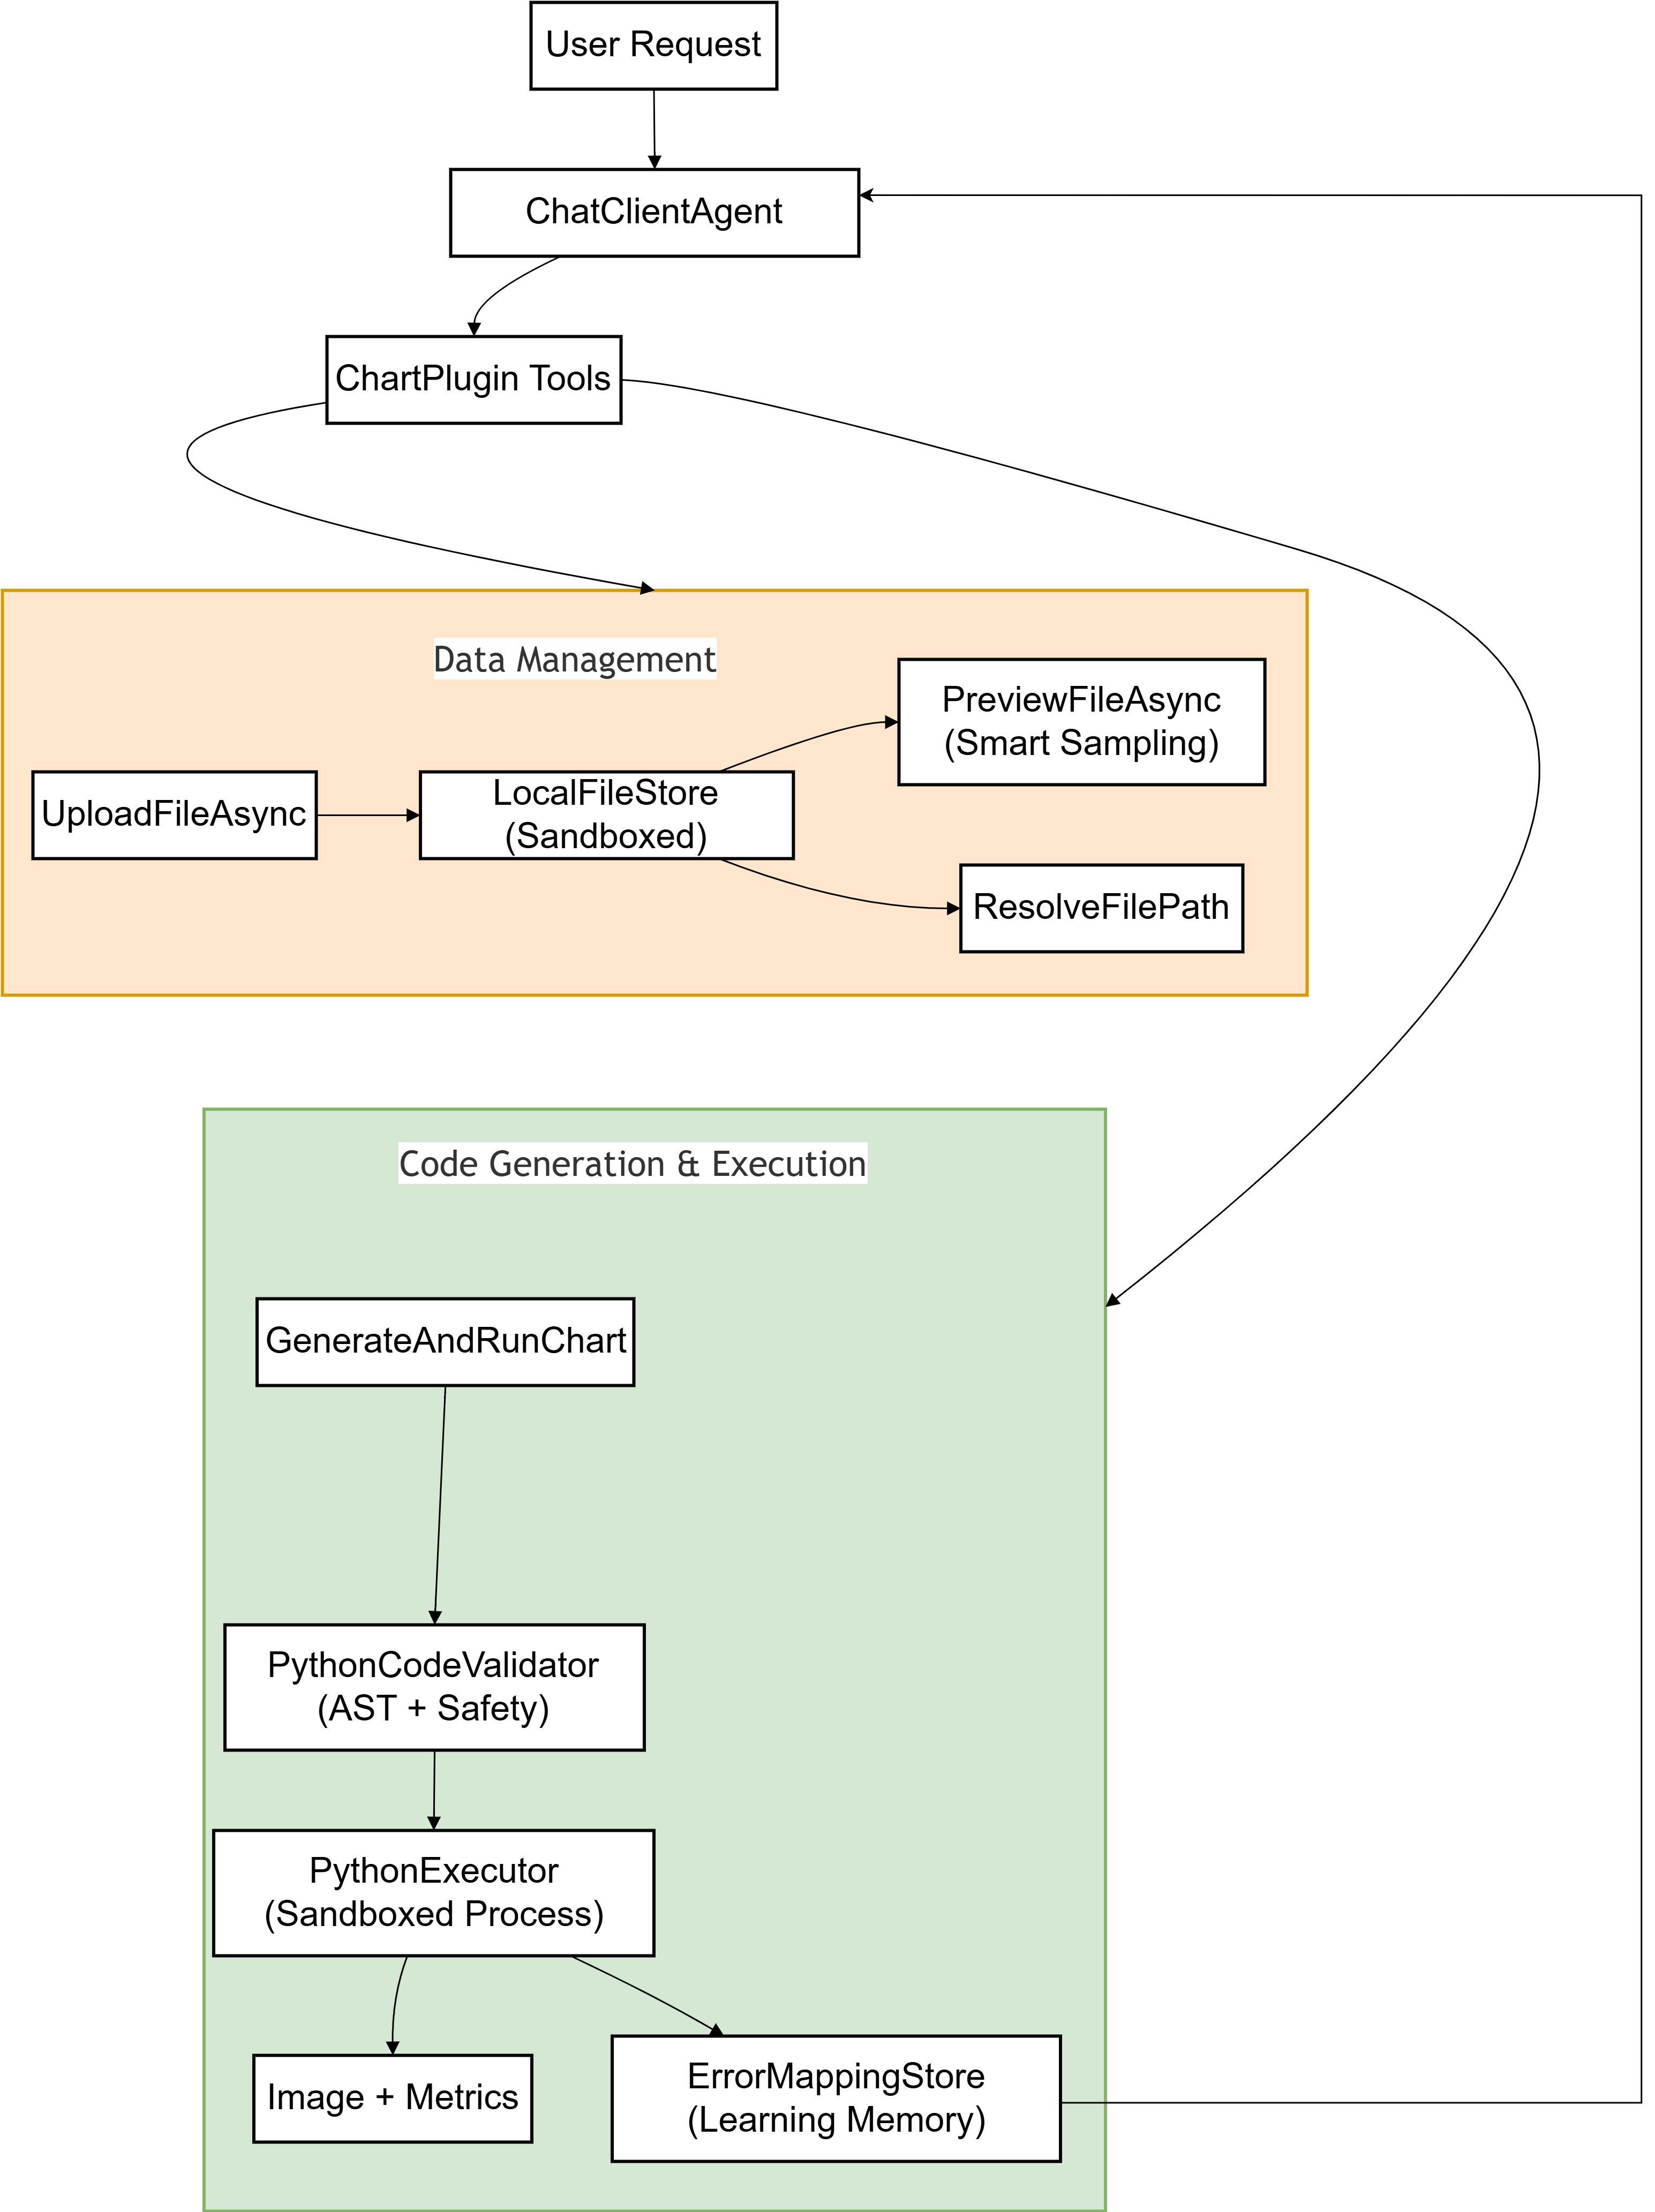 User Request
ChatClientAgent
ChartPlugin Tools
Data Management
PreviewFileAsync
(Smart Sampling)
UploadFileAsync
LocalFileStore
(Sandboxed)
ResolveFilePath
Code Generation & Execution
GenerateAndRunChart
PythonCodeValidator
(AST + Safety)
PythonExecutor
(Sandboxed Process)
Image + Metrics
ErrorMappingStore
(Learning Memory)